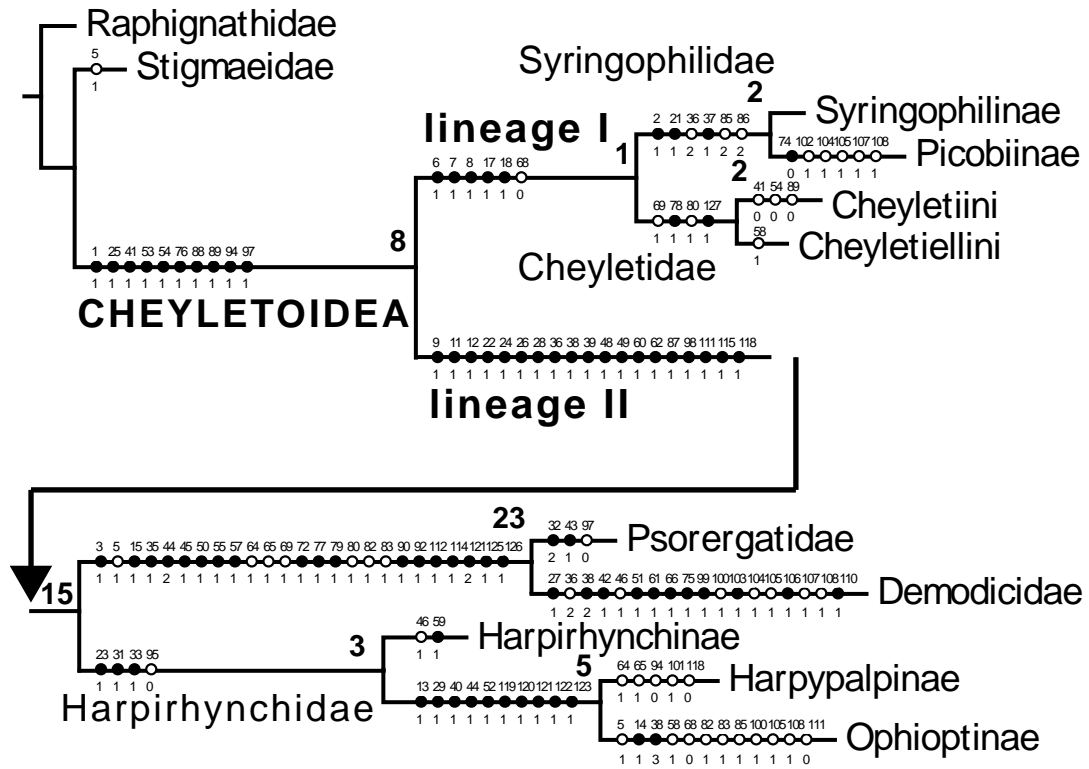 Raphignathidae
5
Stigmaeidae
1
Syringophilidae
2
Syringophilinae
lineage I
2 21 36 37 85 86
1 1 2 1 2 2
74 102 104 105 107 108
Picobiinae
0 1 1 1 1 1
1
6 7 8 17 18 68
1 1 1 1 1 0
2
41 54 89
Cheyletiini
0 0 0
69 78 80 127
1 1 1 1
58
Cheyletiellini
1
Cheyletidae
8
1 25 41 53 54 76 88 89 94 97
1 1 1 1 1 1 1 1 1 1
CHEYLETOIDEA
9 11 12 22 24 26 28 36 38 39 48 49 60 62 87 98 111 115 118
1 1 1 1 1 1 1 1 1 1 1 1 1 1 1 1 1 1 1
lineage II
23
32 43 97
Psorergatidae
2 1 0
3 5 15 35 44 45 50 55 57 64 65 69 72 77 79 80 82 83 90 92 112 114 121 125 126
1 1 1 1 2 1 1 1 1 1 1 1 1 1 1 1 1 1 1 1 1 1 2 1 1
27 36 38 42 46 51 61 66 75 99 100 103 104 105 106 107 108 110
Demodicidae
1 2 2 1 1 1 1 1 1 1 1 1 1 1 1 1 1 1
15
3
46 59
Harpirhynchinae
1 1
23 31 33 95
1 1 1 0
Harpirhynchidae
5
64 65 94 101 118
Harpypalpinae
1 1 0 1 0
13 29 40 44 52 119 120 121 122 123
1 1 1 1 1 1 1 1 1 1
5 14 38 58 68 82 83 85 100 105 108 111
Ophioptinae
1 1 3 1 0 1 1 1 1 1 1 0